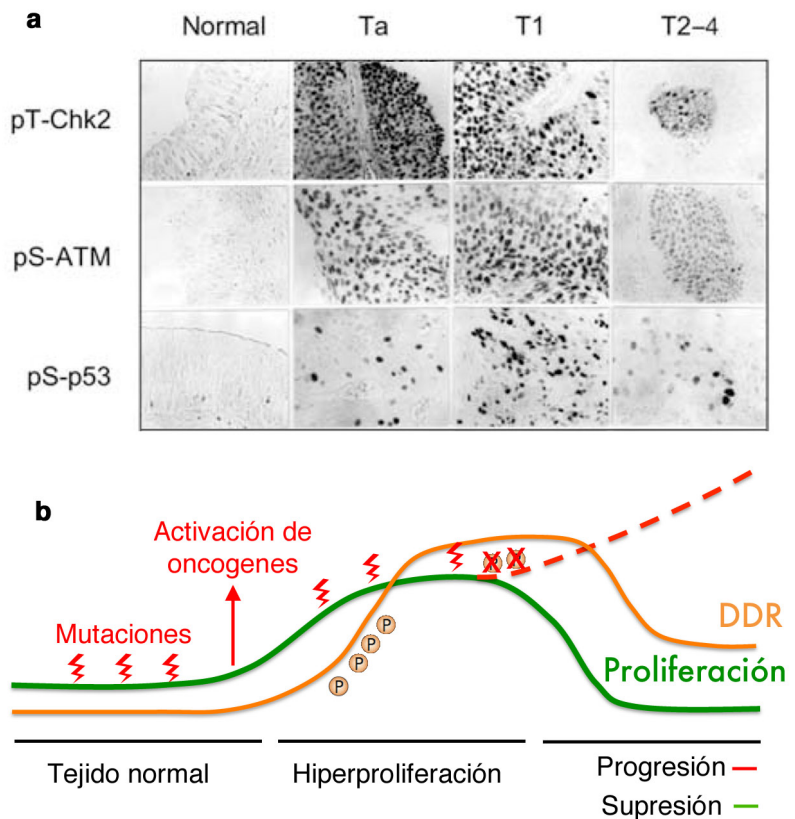 a
Normal Ta T1 T2–4
pT-Chk2
pS-ATM
pS-p53
b
Activación de
oncogenes
Mutaciones
P
P
P
P
DDR
Proliferación
Tejido normal
Hiperproliferación
Progresión
Supresión